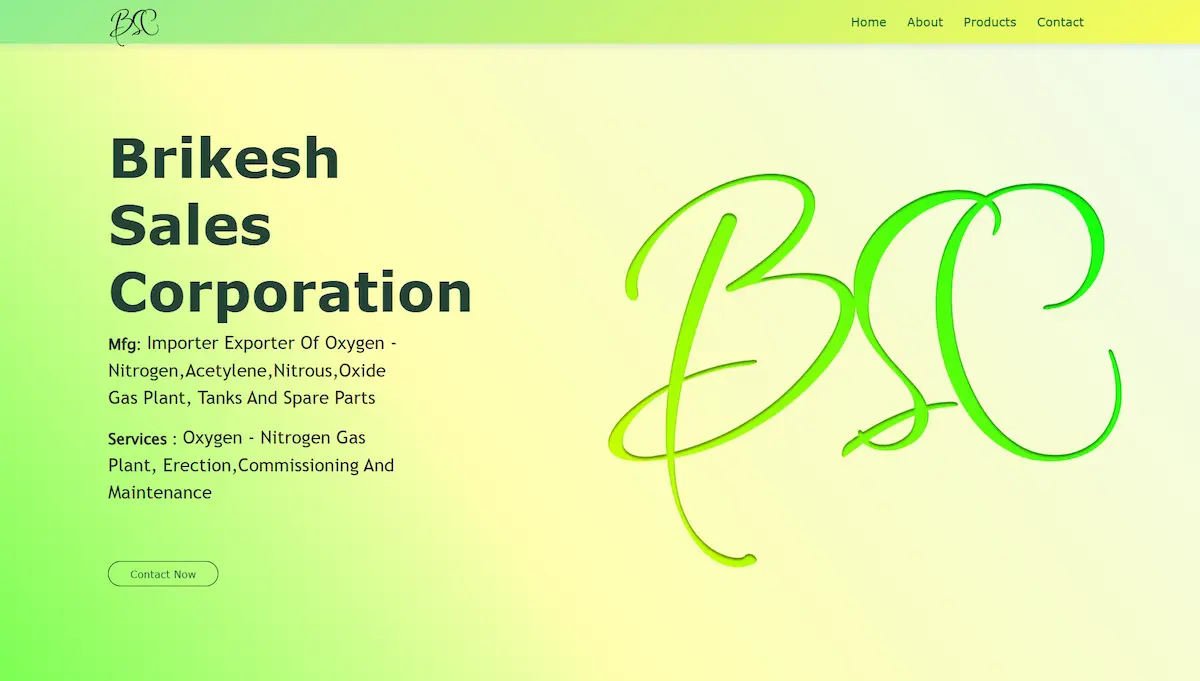 BSC
Home About Products Contact
Brikesh
Sales
Corporation
Mfg: Importer Exporter Of Oxygen -
Nitrogen,Acetylene,Nitrous,Oxide
Gas Plant, Tanks And Spare Parts
Services : Oxygen - Nitrogen Gas
Plant, Erection,Commissioning And
Maintenance
Contact Now
BSC